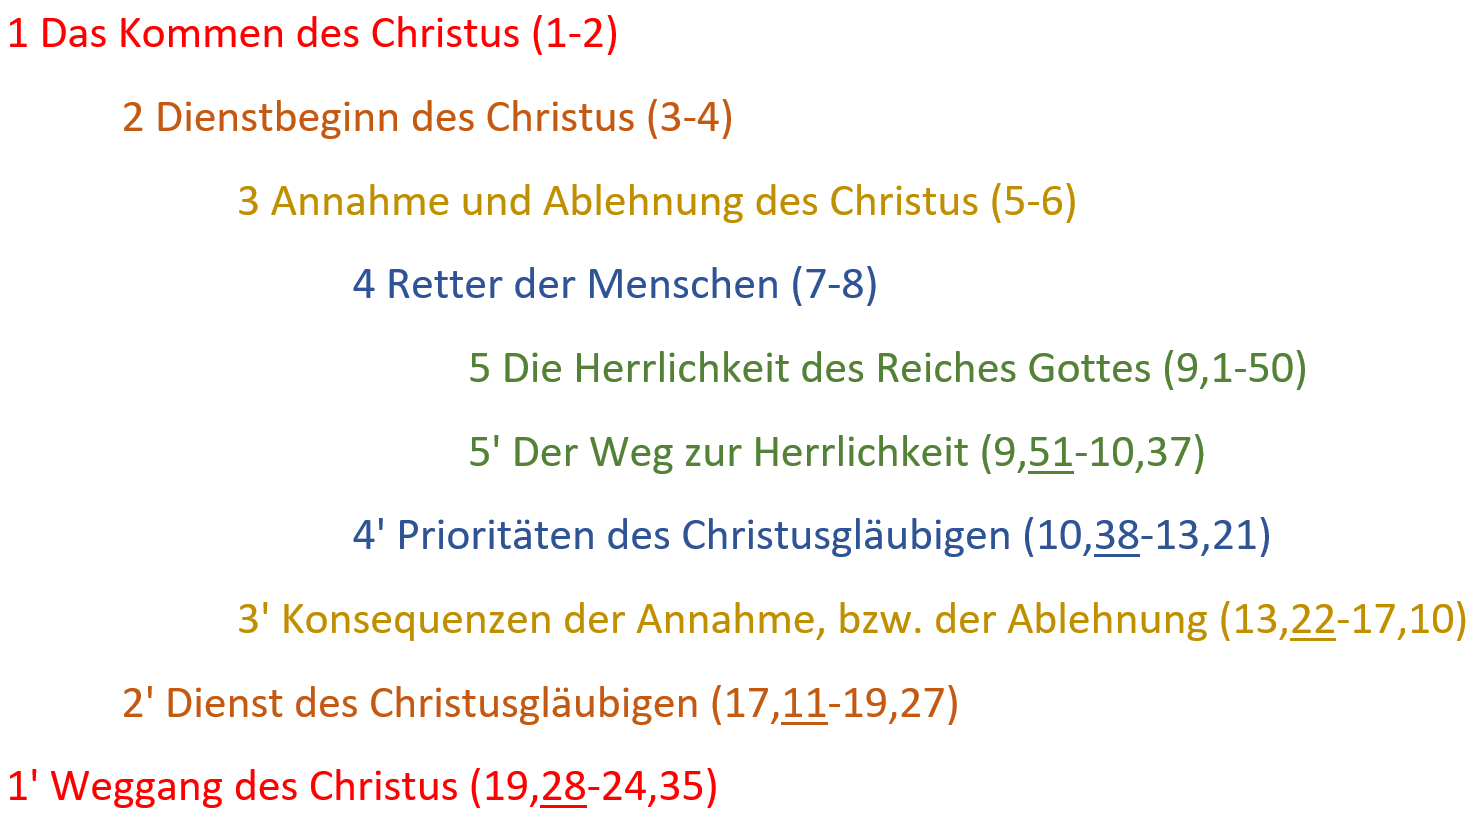 1 Das Kommen des Christus (1-2)
2 Dienstbeginn des Christus (3-4)
3 Annahme und Ablehnung des Christus (5-6)
4 Retter der Menschen (7-8)
5 Die Herrlichkeit des Reiches Gottes (9,1-50)
5' Der Weg zur Herrlichkeit (9,51-10,37)
4' Prioritäten des Christusgläubigen (10,38-13,21)
3' Konsequenzen der Annahme, bzw. der Ablehnung (13,22-17,10)
2' Dienst des Christusgläubigen (17,11-19,27)
1' Weggang des Christus (19,28-24,35)